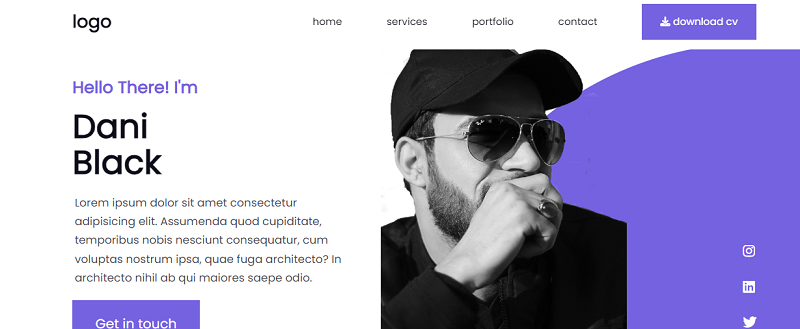 logo
home
services
portfolio
contact
download cv
Hello There! I'm
Dani
Black
Lorem ipsum dolor sit amet consectetur
adipisicing elit. Assumenda quod cupiditate,
temporibus nobis nesciunt consequatur, cum
voluptas nostrum ipsa, quae fuga architecto? In
architecto nihil ab qui maiores saepe odio.
Get in touch